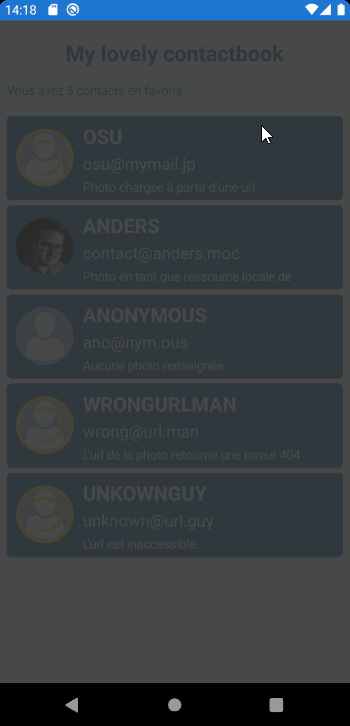 14:18
My lovely contactbook
Vous avez 3 contacts en favoris
OSU
osu@mymail.jp
Photo chargée à partir d'une url
ANDERS
contact@anders.moc
Photo en tant que ressource locale de
ANONYMOUS
ano@nym.ous
Aucune photo renseignée
WRONGURLMAN
wrong@url.man
L'url de la photo retourne une erreur 404
UNKOWNGUY
unknown@url.guy
L'url est inaccessible